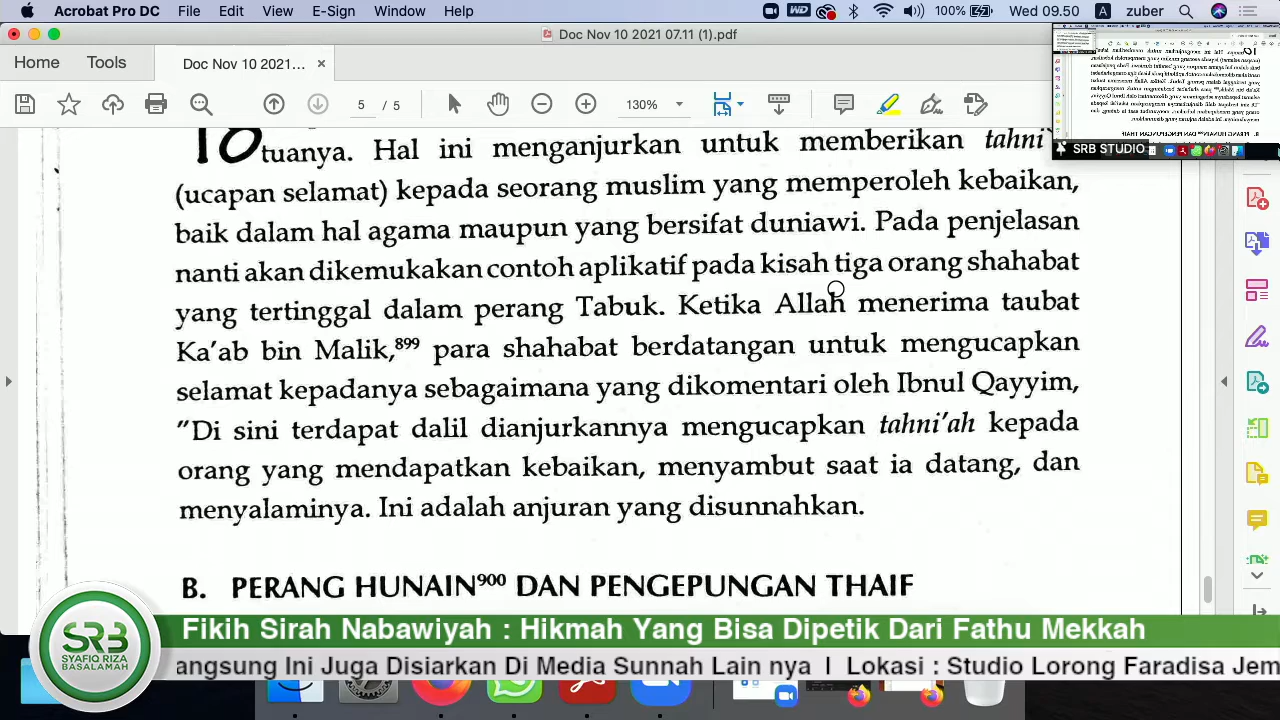 Acrobat Pro DC File Edit View E-Sign Window Help 100% Wed 09.50 A zuber
Doc Nov 10 2021 07.11 (1).pdf
Home Tools Doc Nov 10 2021... ×
5 / 5 130%
SRB STUDIO
18 tuanya. Hal ini menganjurkan untuk memberikan tahni'
(ucapan selamat) kepada seorang muslim yang memperoleh kebaikan,
baik dalam hal agama maupun yang bersifat duniawi. Pada penjelasan
nanti akan dikemukakan contoh aplikatif pada kisah tiga orang shahabat
yang tertinggal dalam perang Tabuk. Ketika Allah menerima taubat
Ka'ab bin Malik,⁸⁹⁹ para shahabat berdatangan untuk mengucapkan
selamat kepadanya sebagaimana yang dikomentari oleh Ibnul Qayyim,
"Di sini terdapat dalil dianjurkannya mengucapkan tahni'ah kepada
orang yang mendapatkan kebaikan, menyambut saat ia datang, dan
menyalaminya. Ini adalah anjuran yang disunnahkan.
B. PERANG HUNAIN⁹⁰⁰ DAN PENGEPUNGAN THAIF
SRB
SYAFIQ RIZA
BASALAMAH
Fikih Sirah Nabawiyah : Hikmah Yang Bisa Dipetik Dari Fathu Mekkah
angsung Ini Juga Disiarkan Di Media Sunnah Lain nya I Lokasi : Studio Lorong Faradisa Jem